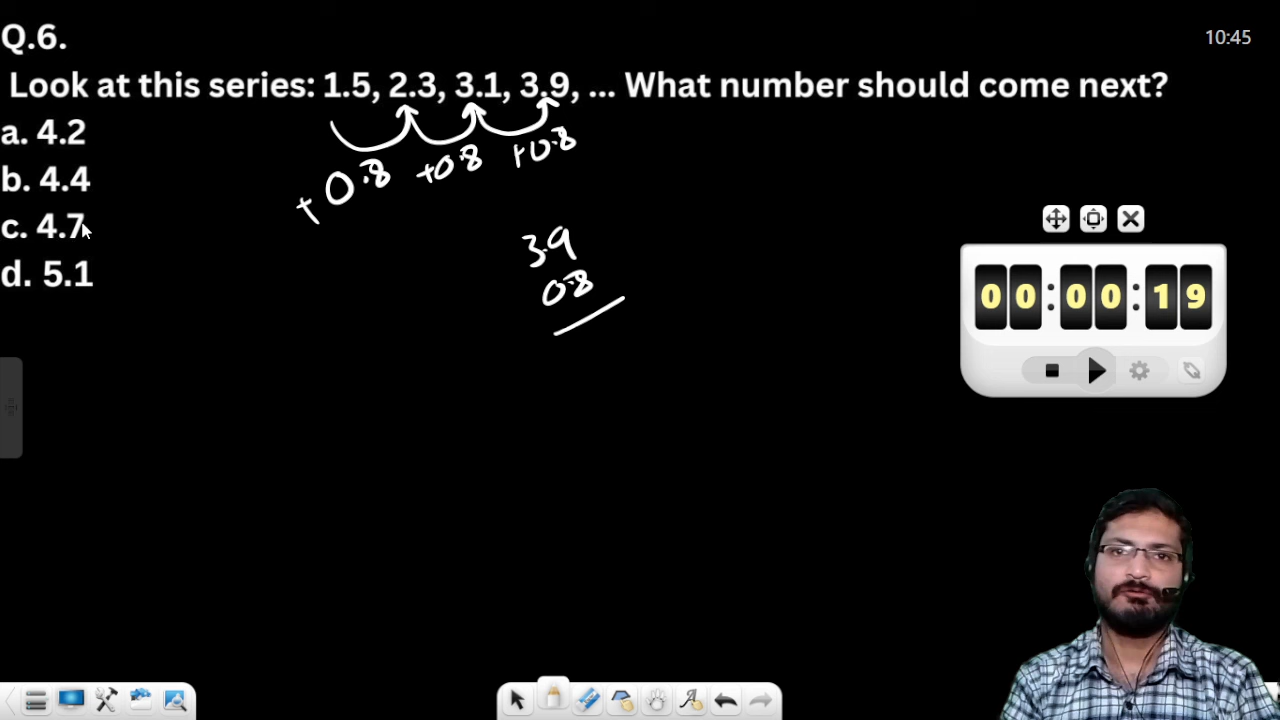 Q.6.
10:45
Look at this series: 1.5, 2.3, 3.1, 3.9, ... What number should come next?
a. 4.2
b. 4.4
c. 4.7
d. 5.1
+0.8 +0.8 +0.8
3.9
0.8
00:00:19